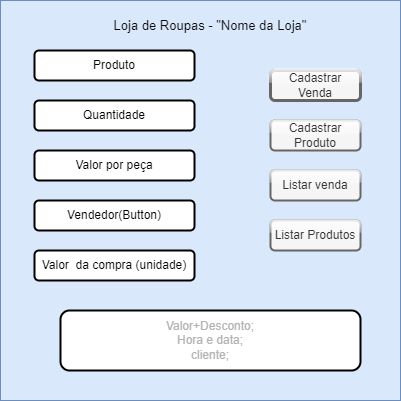 Loja de Roupas - "Nome da Loja"
Produto
Quantidade
Valor por peça
Vendedor(Button)
Valor  da compra (unidade)
Cadastrar
Venda
Cadastrar
Produto
Listar venda
Listar Produtos
Valor+Desconto;
Hora e data;
cliente;